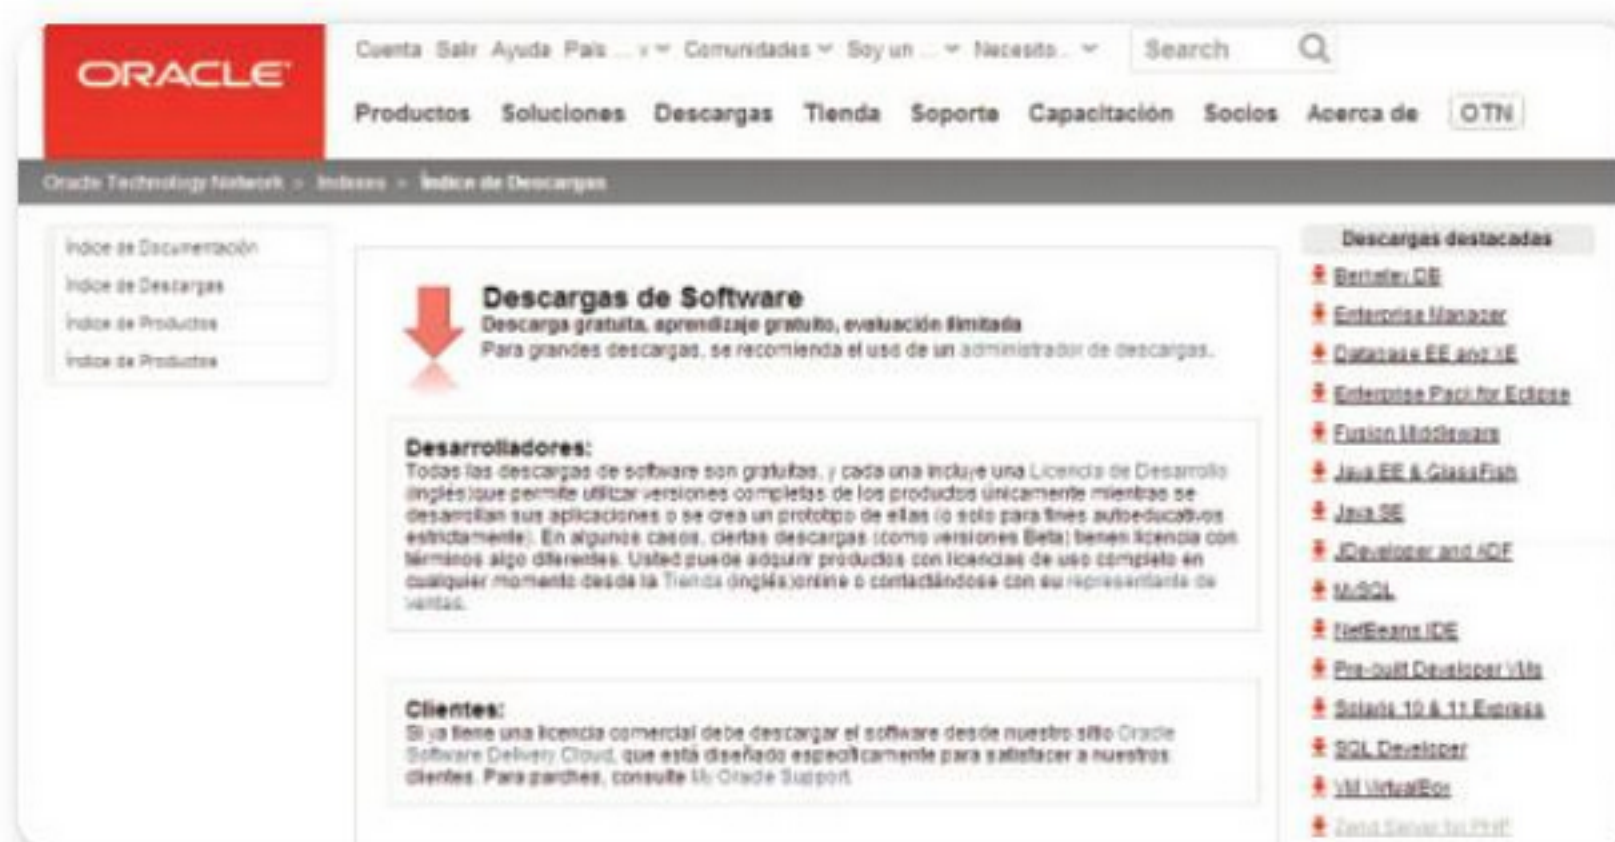 ORACLE
Cuenta Salir Ayuda País ... Comunidades Soy un ... Necesito... Search
Productos Soluciones Descargas Tienda Soporte Capacitación Socios Acerca de OTN
Oracle Technology Network > Indexes > Índice de Descargas
Índice de Documentación
Índice de Descargas
Índice de Productos
Índice de Productos
Descargas de Software
Descarga gratuita, aprendizaje gratuito, evaluación ilimitada
Para grandes descargas, se recomienda el uso de un administrador de descargas.
Desarrolladores:
Todas las descargas de software son gratuitas, y cada una incluye una Licencia de Desarrollo
(inglés)que permite utilizar versiones completas de los productos únicamente mientras se
desarrollan sus aplicaciones o se crea un prototipo de ellas (o solo para fines autoeducativos
estrictamente). En algunos casos, ciertas descargas (como versiones Beta) tienen licencia con
términos algo diferentes. Usted puede adquirir productos con licencias de uso completo en
cualquier momento desde la Tienda (inglés)online o contactándose con su representante de
ventas.
Clientes:
Si ya tiene una licencia comercial debe descargar el software desde nuestro sitio Oracle
Software Delivery Cloud, que está diseñado específicamente para satisfacer a nuestros
clientes. Para parches, consulte My Oracle Support
Descargas destacadas
Berkeley DB
Enterprise Manager
Database EE and XE
Enterprise Pack for Eclipse
Fusion Middleware
Java EE & GlassFish
Java SE
JDeveloper and ADF
MySQL
NetBeans IDE
Pre-built Developer VMs
Solaris 10 & 11 Express
SQL Developer
VM VirtualBox
Zend Server for PHP